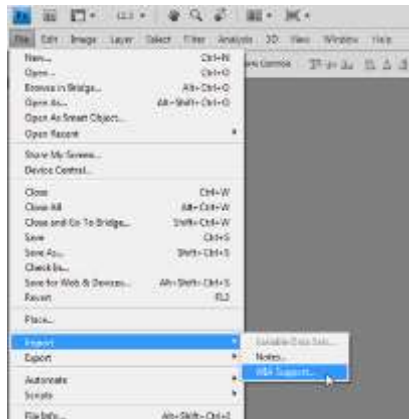 Ps
File Edit Image Layer Select Filter Analysis 3D View Window Help
New... Ctrl+N
Open... Ctrl+O
Browse in Bridge... Alt+Ctrl+O
Open As... Alt+Shift+Ctrl+O
Open As Smart Object...
Open Recent
Share My Screen...
Device Central...
Close Ctrl+W
Close All Alt+Ctrl+W
Close and Go To Bridge... Shift+Ctrl+W
Save Ctrl+S
Save As... Shift+Ctrl+S
Check In...
Save for Web & Devices... Alt+Shift+Ctrl+S
Revert F12
Place...
Import
Variable Data Sets...
Export
Notes...
WIA Support...
Automate
Scripts
File Info... Alt+Shift+Ctrl+I